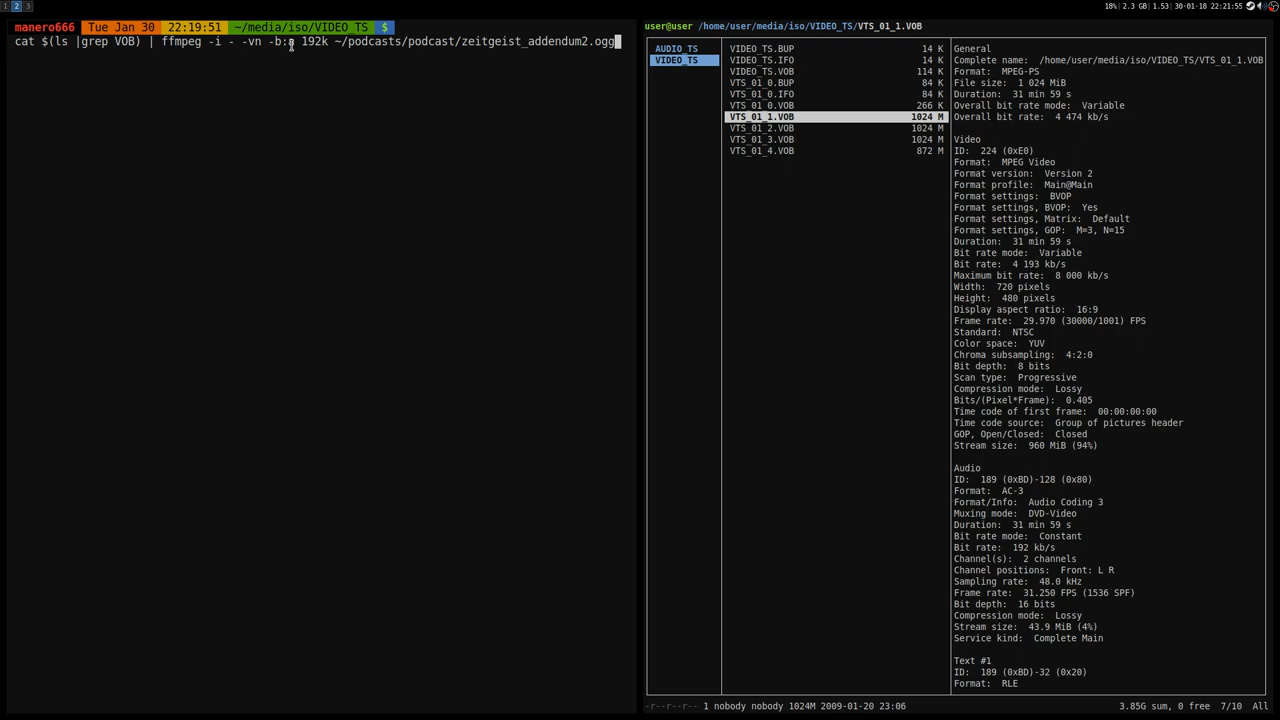 1 2 3
18% 2.3 GB 1.53 30-01-18 22:21:55
manero666 Tue Jan 30 22:19:51 ~/media/iso/VIDEO_TS $
cat $(ls |grep VOB) | ffmpeg -i - -vn -b:a 192k ~/podcasts/podcast/zeitgeist_addendum2.ogg
user@user /home/user/media/iso/VIDEO_TS/VTS_01_1.VOB
AUDIO_TS
VIDEO_TS
VIDEO_TS.BUP 14 K
VIDEO_TS.IFO 14 K
VIDEO_TS.VOB 114 K
VTS_01_0.BUP 84 K
VTS_01_0.IFO 84 K
VTS_01_0.VOB 266 K
VTS_01_1.VOB 1024 M
VTS_01_2.VOB 1024 M
VTS_01_3.VOB 1024 M
VTS_01_4.VOB 872 M
General
Complete name: /home/user/media/iso/VIDEO_TS/VTS_01_1.VOB
Format: MPEG-PS
File size: 1 024 MiB
Duration: 31 min 59 s
Overall bit rate mode: Variable
Overall bit rate: 4 474 kb/s
Video
ID: 224 (0xE0)
Format: MPEG Video
Format version: Version 2
Format profile: Main@Main
Format settings: BVOP
Format settings, BVOP: Yes
Format settings, Matrix: Default
Format settings, GOP: M=3, N=15
Duration: 31 min 59 s
Bit rate mode: Variable
Bit rate: 4 193 kb/s
Maximum bit rate: 8 000 kb/s
Width: 720 pixels
Height: 480 pixels
Display aspect ratio: 16:9
Frame rate: 29.970 (30000/1001) FPS
Standard: NTSC
Color space: YUV
Chroma subsampling: 4:2:0
Bit depth: 8 bits
Scan type: Progressive
Compression mode: Lossy
Bits/(Pixel*Frame): 0.405
Time code of first frame: 00:00:00:00
Time code source: Group of pictures header
GOP, Open/Closed: Closed
Stream size: 960 MiB (94%)
Audio
ID: 189 (0xBD)-128 (0x80)
Format: AC-3
Format/Info: Audio Coding 3
Muxing mode: DVD-Video
Duration: 31 min 59 s
Bit rate mode: Constant
Bit rate: 192 kb/s
Channel(s): 2 channels
Channel positions: Front: L R
Sampling rate: 48.0 kHz
Frame rate: 31.250 FPS (1536 SPF)
Bit depth: 16 bits
Compression mode: Lossy
Stream size: 43.9 MiB (4%)
Service kind: Complete Main
Text #1
ID: 189 (0xBD)-32 (0x20)
Format: RLE
-r--r--r-- 1 nobody nobody 1024M 2009-01-20 23:06 3.85G sum, 0 free 7/10 All